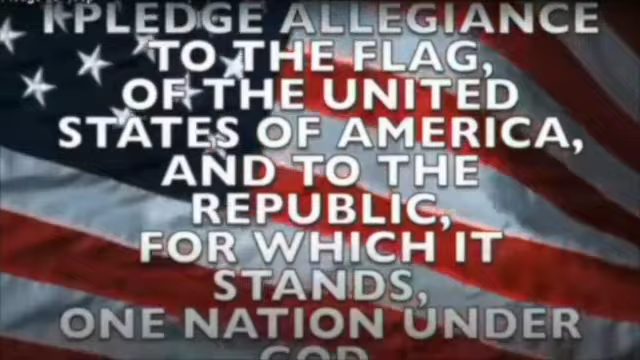 I PLEDGE ALLEGIANCE
TO THE FLAG,
OF THE UNITED
STATES OF AMERICA,
AND TO THE
REPUBLIC,
FOR WHICH IT
STANDS,
ONE NATION UNDER
GOD